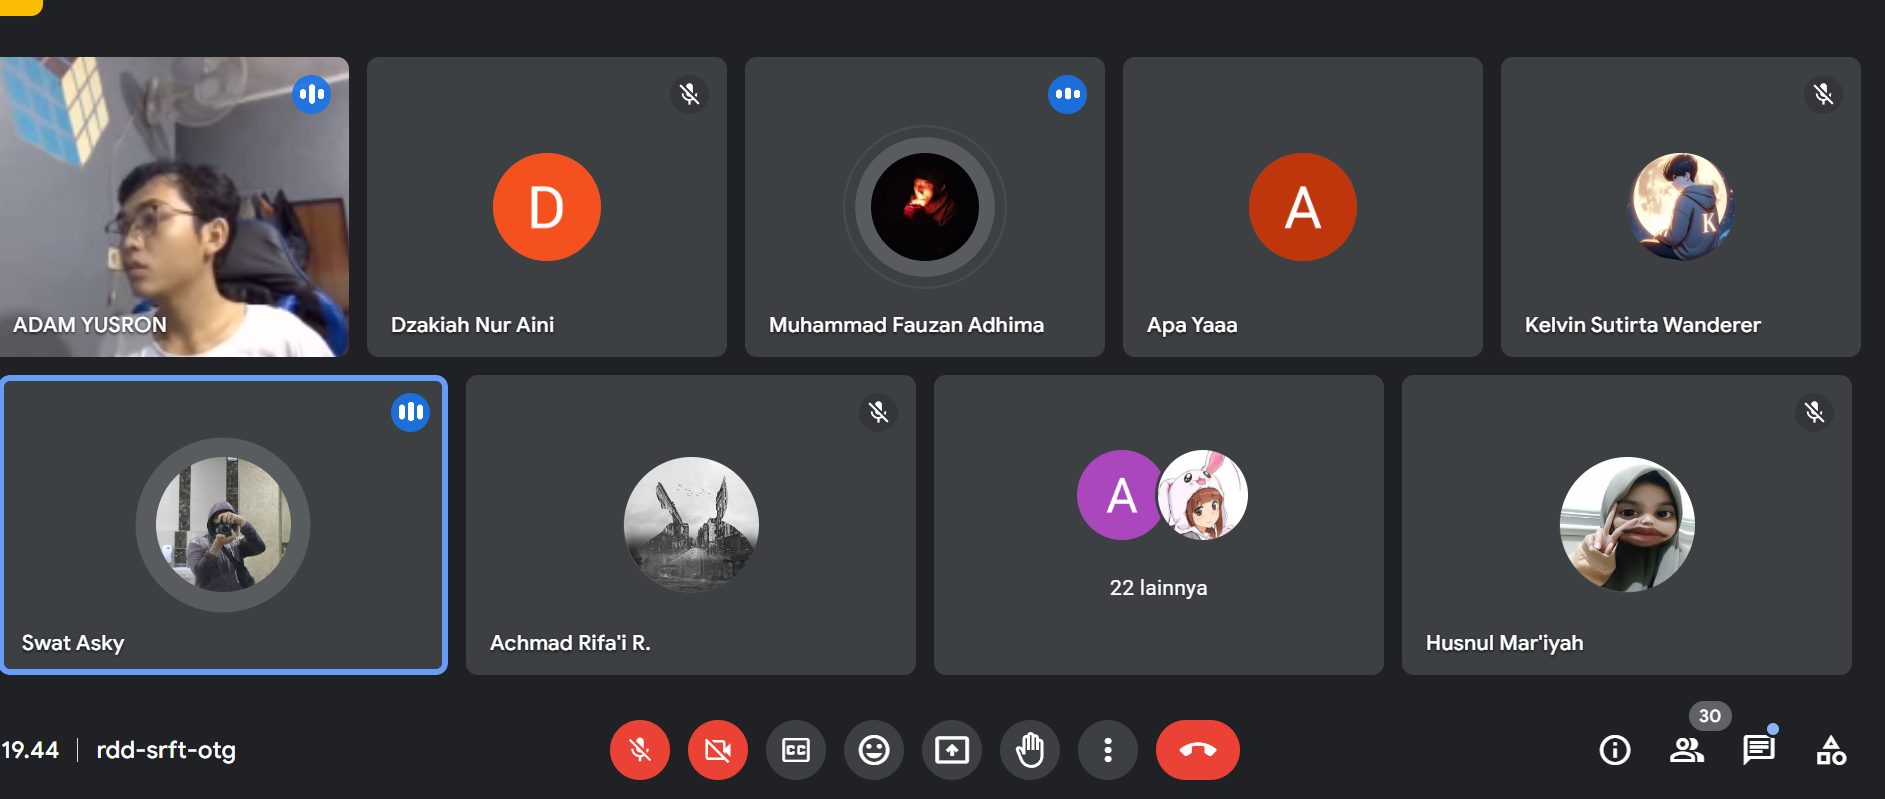 ADAM YUSRON
D
Dzakiah Nur Aini
Muhammad Fauzan Adhima
A
Apa Yaaa
K
Kelvin Sutirta Wanderer
Swat Asky
Achmad Rifa'i R.
A
22 lainnya
Husnul Mar'iyah
30
19.44 | rdd-srft-otg
CC